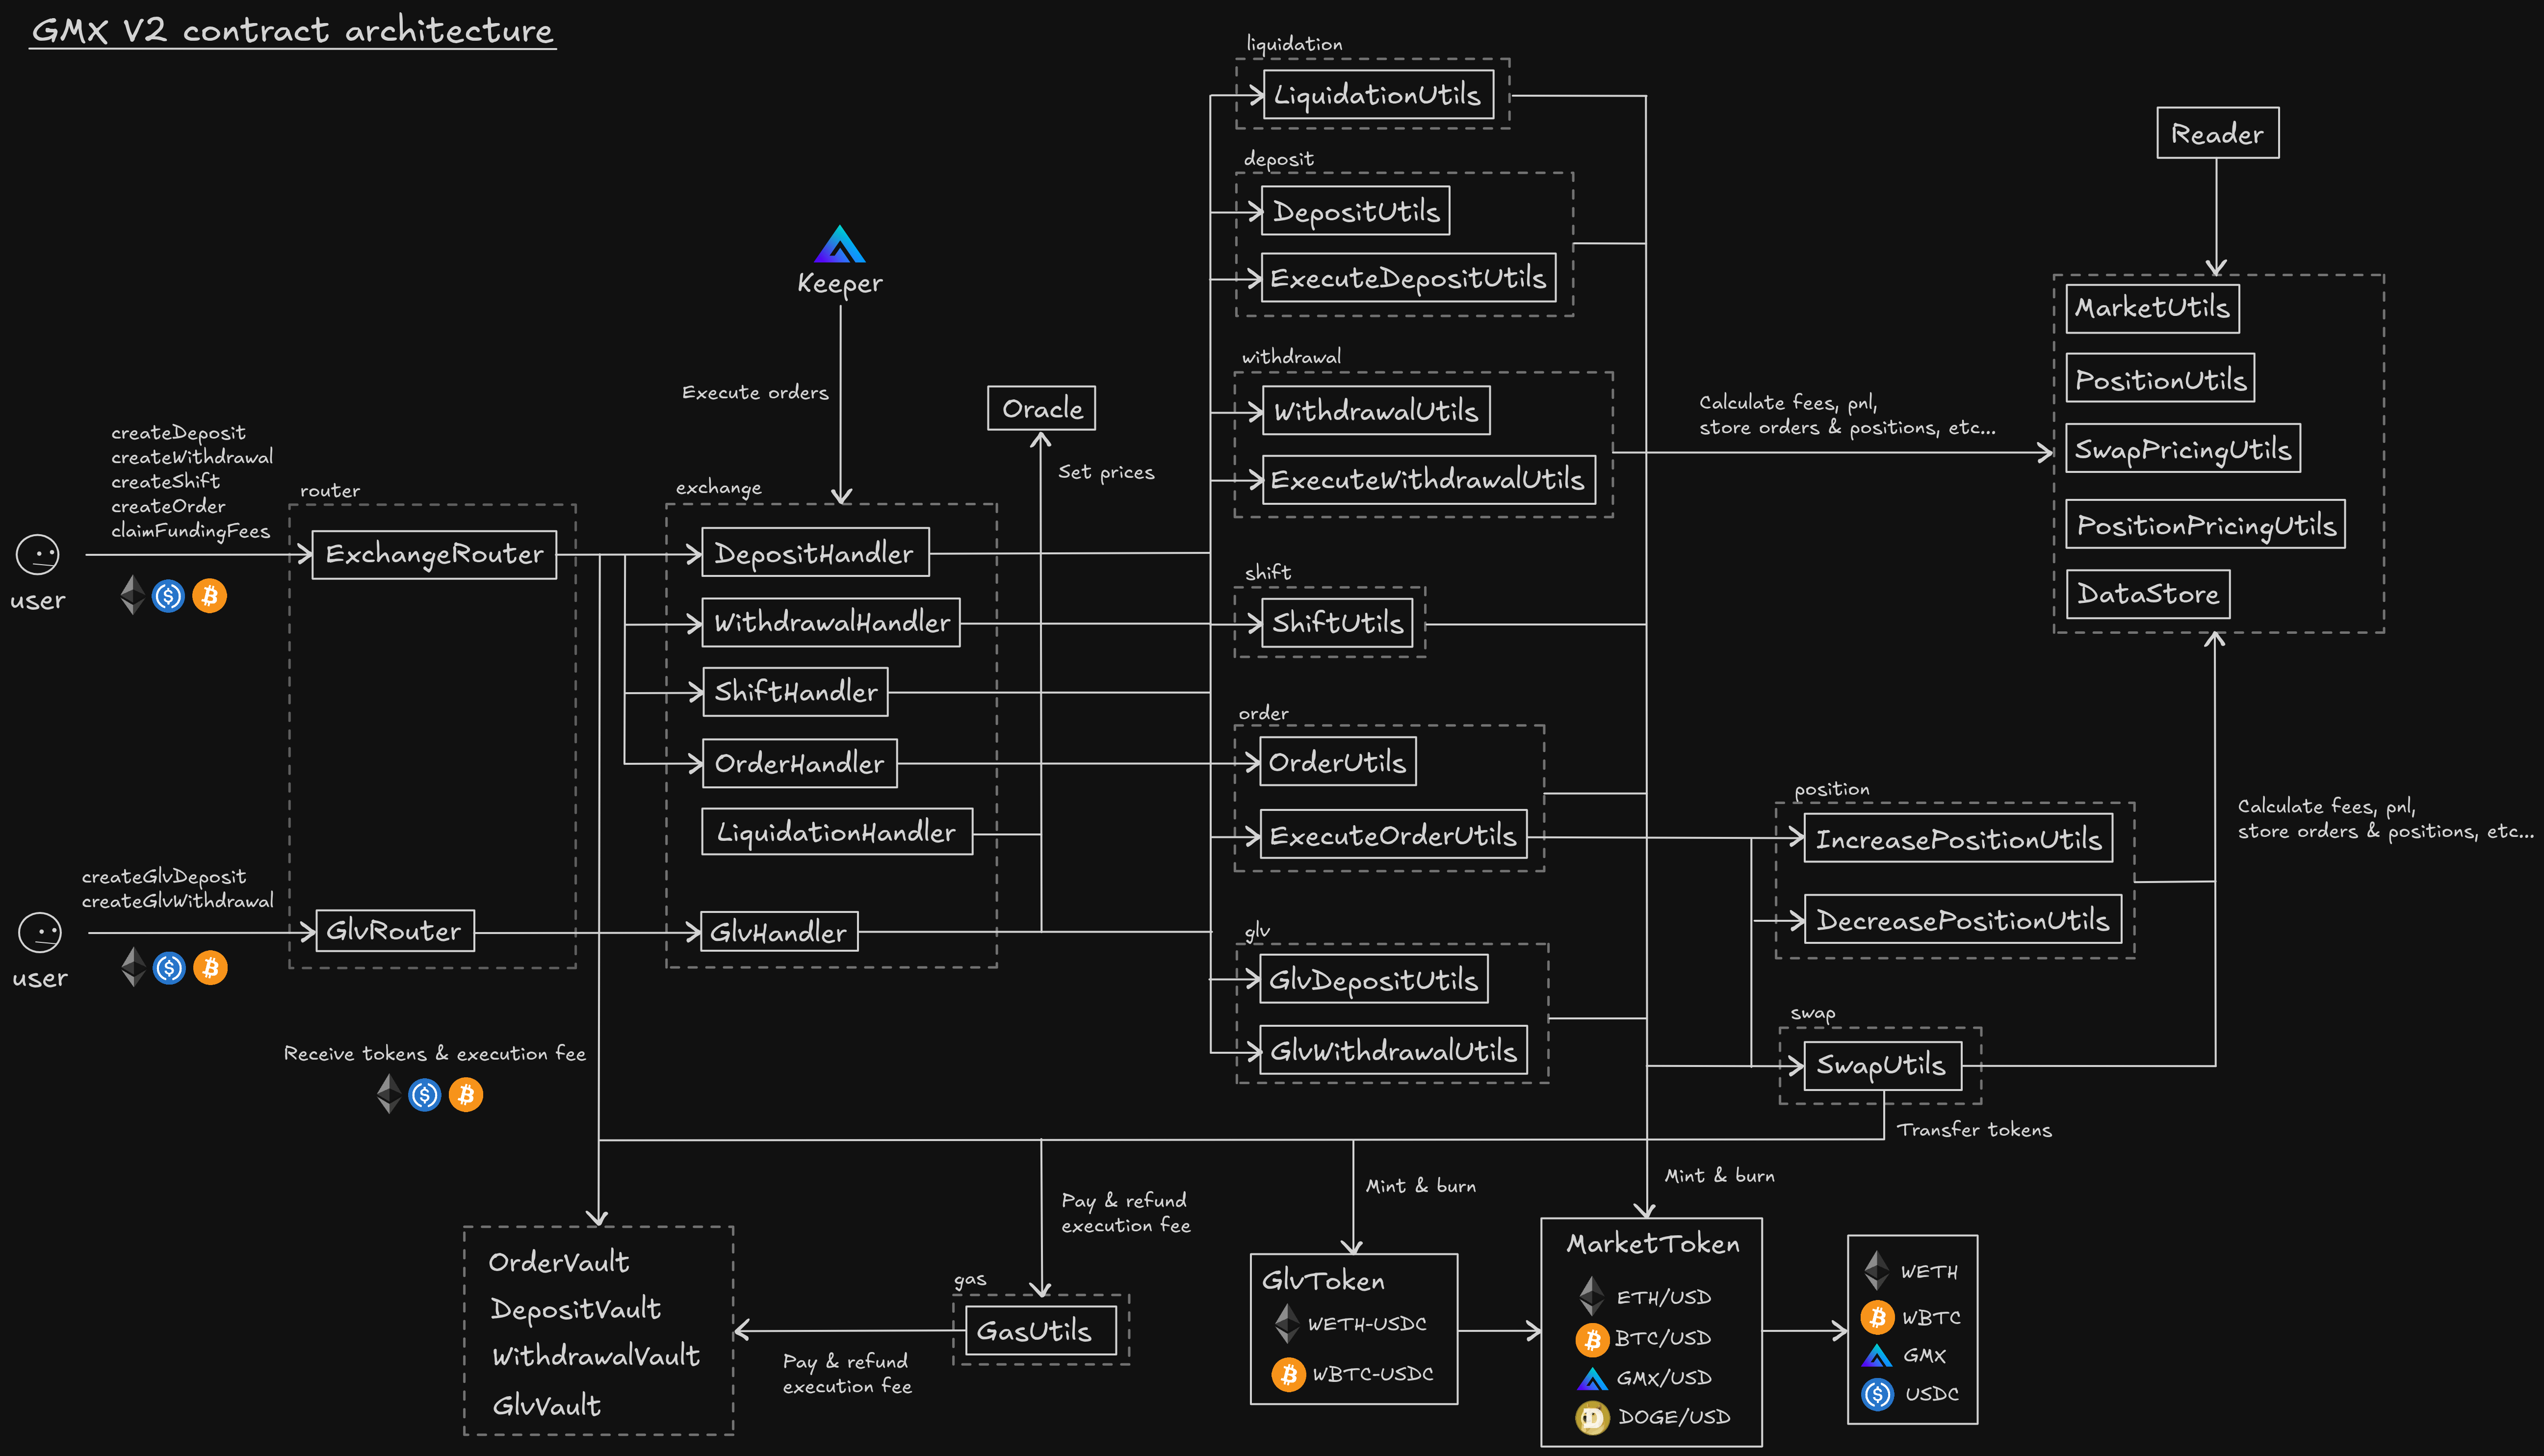 GMX V2 contract architecture
createDeposit
createWithdrawal
createShift
createOrder
claimFundingFees
user
router
ExchangeRouter
createGlvDeposit
createGlvWithdrawal
user
GlvRouter
Receive tokens & execution fee
Keeper
Execute orders
exchange
DepositHandler
WithdrawalHandler
ShiftHandler
OrderHandler
LiquidationHandler
GlvHandler
Oracle
Set prices
liquidation
LiquidationUtils
deposit
DepositUtils
ExecuteDepositUtils
withdrawal
WithdrawalUtils
ExecuteWithdrawalUtils
shift
ShiftUtils
order
OrderUtils
ExecuteOrderUtils
glv
GlvDepositUtils
GlvWithdrawalUtils
Calculate fees, pnl,
store orders & positions, etc...
Reader
MarketUtils
PositionUtils
SwapPricingUtils
PositionPricingUtils
DataStore
position
IncreasePositionUtils
DecreasePositionUtils
Calculate fees, pnl,
store orders & positions, etc...
swap
SwapUtils
Transfer tokens
OrderVault
DepositVault
WithdrawalVault
GlvVault
Pay & refund
execution fee
gas
GasUtils
Pay & refund
execution fee
Mint & burn
GlvToken
WETH-USDC
WBTC-USDC
Mint & burn
MarketToken
ETH/USD
BTC/USD
GMX/USD
DOGE/USD
WETH
WBTC
GMX
USDC